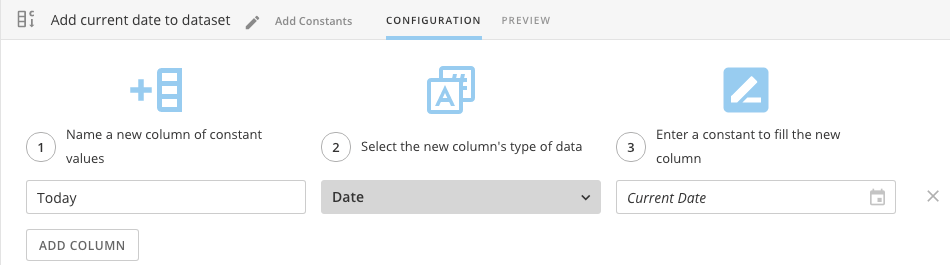 Add current date to dataset Add Constants CONFIGURATION PREVIEW
1 Name a new column of constant
values
2 Select the new column's type of data
3 Enter a constant to fill the new
column
Today Date Current Date
ADD COLUMN